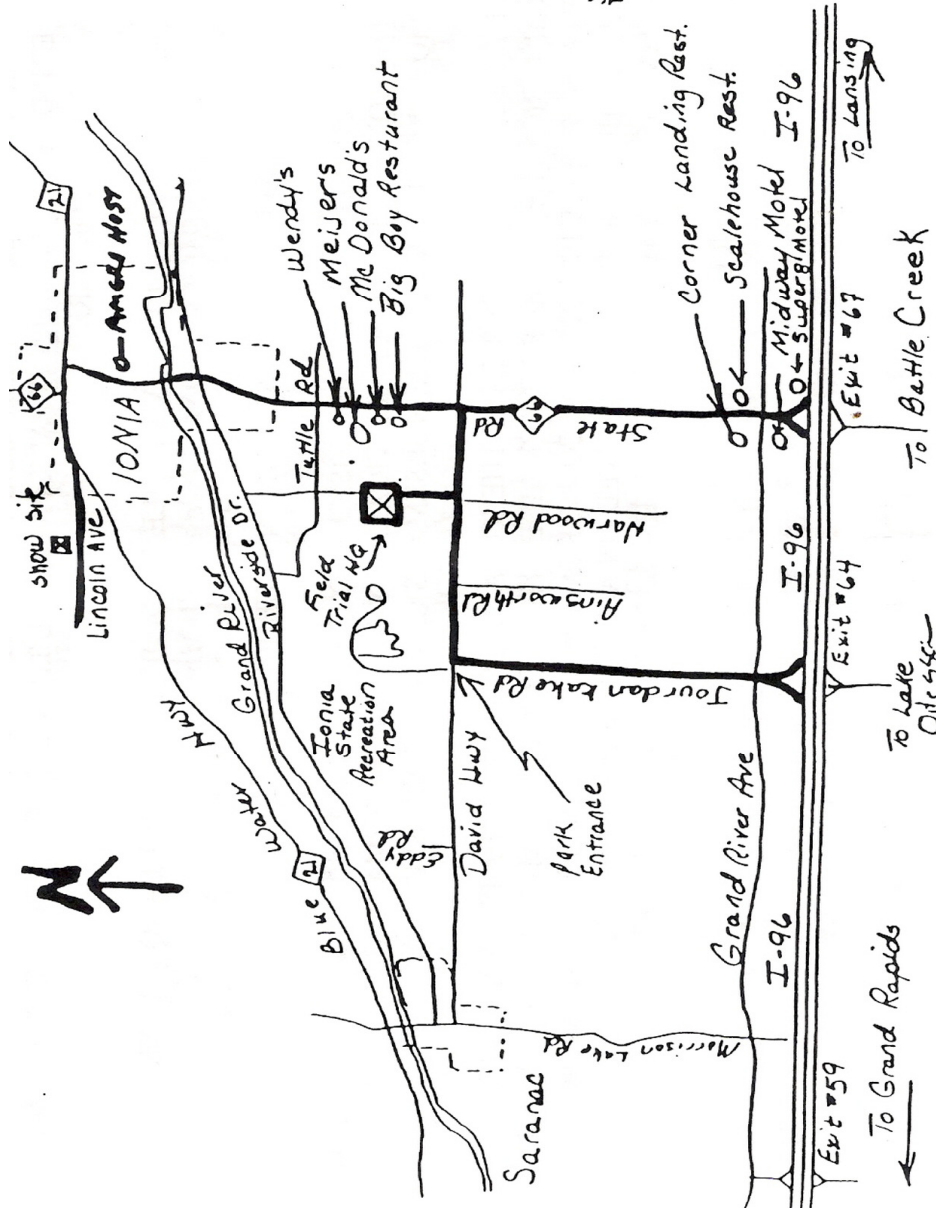 show site
Lincoln Ave
66
21
IONIA
AMERIHOST
N
Blue
21
Water
Hwy
Grand River
Riverside Dr.
Tuttle Rd
Wendy's
Meijer's
McDonald's
Big Boy Resturant
Field
Trial HQ
Ionia
State
Recreation
Area
Eddy
Rd
David Hwy
Park
Entrance
Jourdan Lake Rd
Ainsworth Rd
Harwood Rd
State
66
Rd
Corner Landing Rest.
Scalehouse Rest.
Midway Motel
Super 8 Motel
Saranac
Morrison Lake Rd
Grand River Ave
I-96
I-96
I-96
Exit #59
Exit #64
Exit #67
To Grand Rapids
To Lake
To Battle Creek
To Lansing